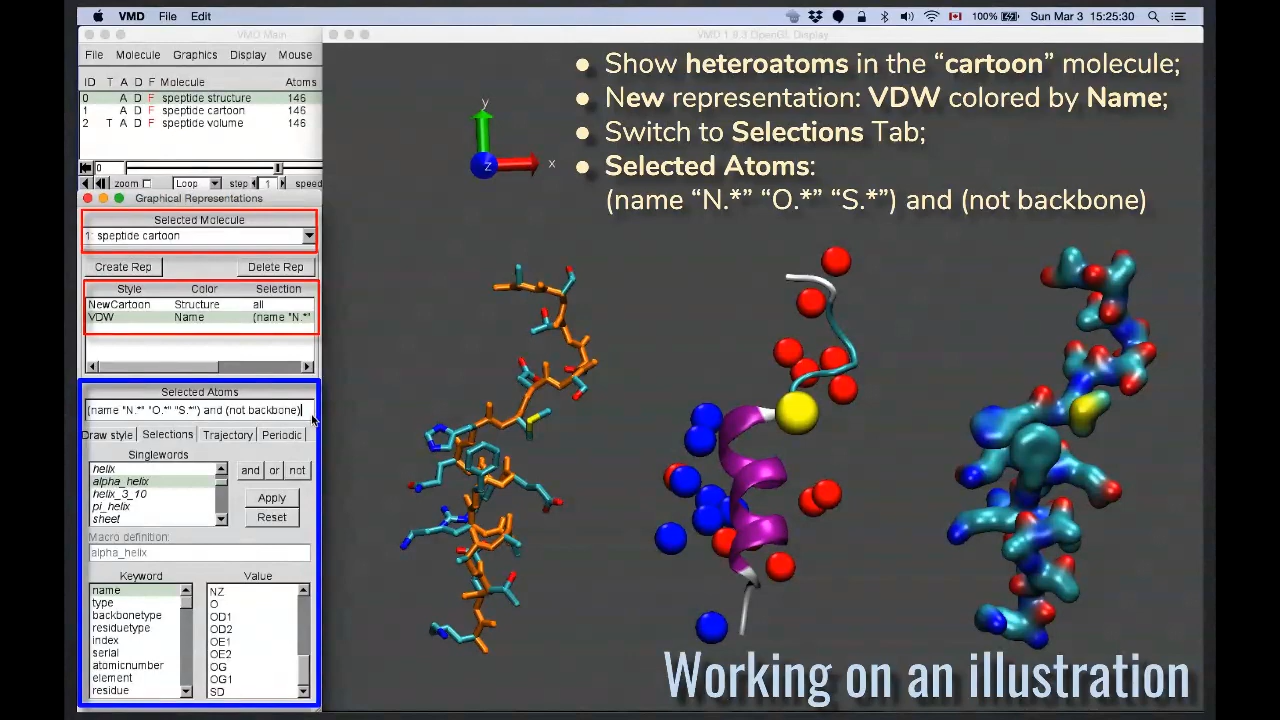 VMD File Edit 100% Sun Mar 3 15:25:30
VMD Main
VMD 1.9.3 OpenGL Display
File Molecule Graphics Display Mouse
ID T A D F Molecule Atoms
0 A D F speptide structure 146
1 A D F speptide cartoon 146
2 T A D F speptide volume 146
0
zoom Loop step 1 speed
Graphical Representations
Selected Molecule
1: speptide cartoon
Create Rep Delete Rep
Style Color Selection
NewCartoon Structure all
VDW Name (name "N.*"
Selected Atoms
(name "N.*" "O.*" "S.*") and (not backbone)
Draw style Selections Trajectory Periodic
Singlewords
helix
alpha_helix
helix_3_10
pi_helix
sheet
and or not
Apply
Reset
Macro definition:
alpha_helix
Keyword Value
name
type
backbonetype
residuetype
index
serial
atomicnumber
element
residue
NZ
O
OD1
OD2
OE1
OE2
OG
OG1
SD
y
z
x
● Show heteroatoms in the “cartoon” molecule;
● New representation: VDW colored by Name;
● Switch to Selections Tab;
● Selected Atoms:
(name “N.*” “O.*” “S.*”) and (not backbone)
Working on an illustration